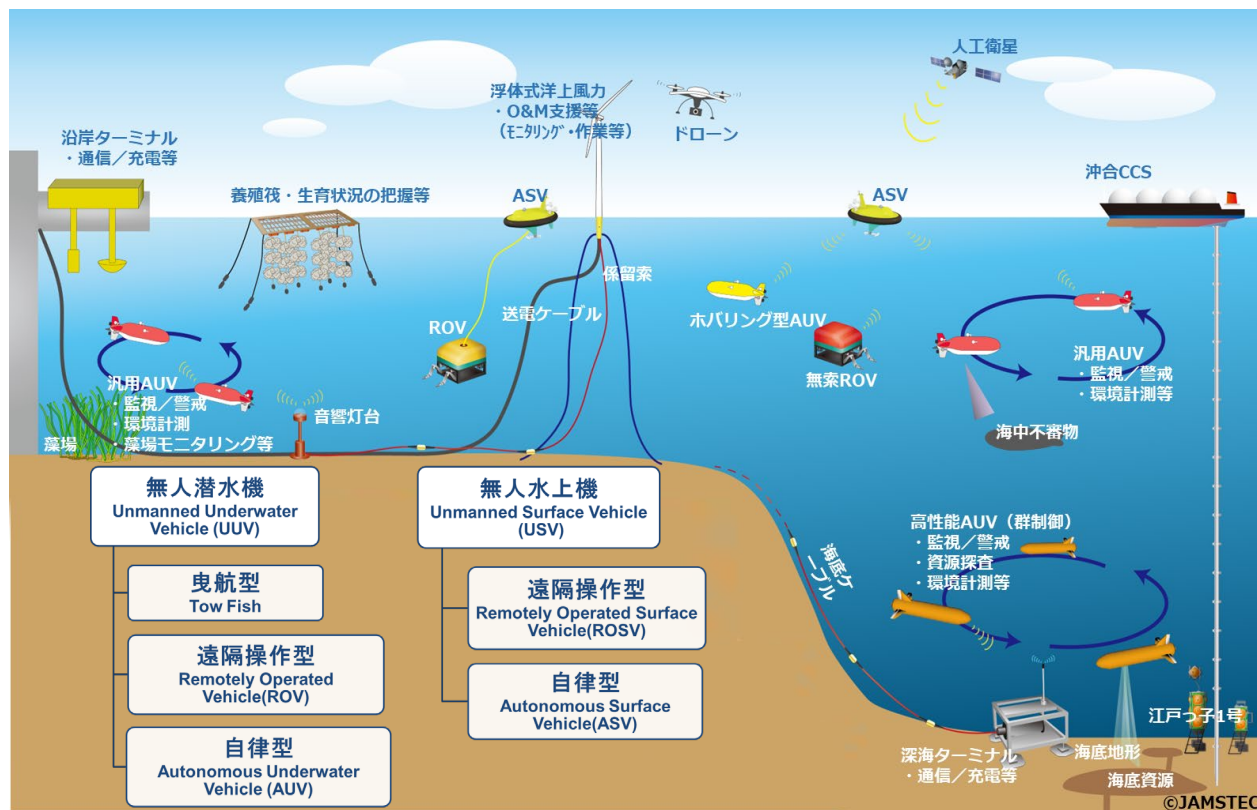 人工衛星
浮体式洋上風力
・O&M支援等
（ﾓﾆﾀﾘﾝｸﾞ・作業等）
ドローン
沿岸ターミナル
・通信／充電等
養殖筏・生育状況の把握等
ASV
ASV
沖合CCS
係留索
送電ケーブル
ROV
ホバリング型AUV
無索ROV
汎用AUV
・監視／警戒
・環境計測
・藻場モニタリング等
藻場
音響灯台
汎用AUV
・監視／警戒
・環境計測等
海中不審物
無人潜水機
Unmanned Underwater
Vehicle (UUV)
曳航型
Tow Fish
遠隔操作型
Remotely Operated
Vehicle(ROV)
自律型
Autonomous Underwater
Vehicle (AUV)
無人水上機
Unmanned Surface Vehicle
(USV)
遠隔操作型
Remotely Operated Surface
Vehicle(ROSV)
自律型
Autonomous Surface
Vehicle(ASV)
海底ケ
ーブル
高性能AUV（群制御）
・監視／警戒
・資源探査
・環境計測等
江戸っ子1号
深海ターミナル
・通信／充電等
海底地形
海底資源
©JAMSTEC